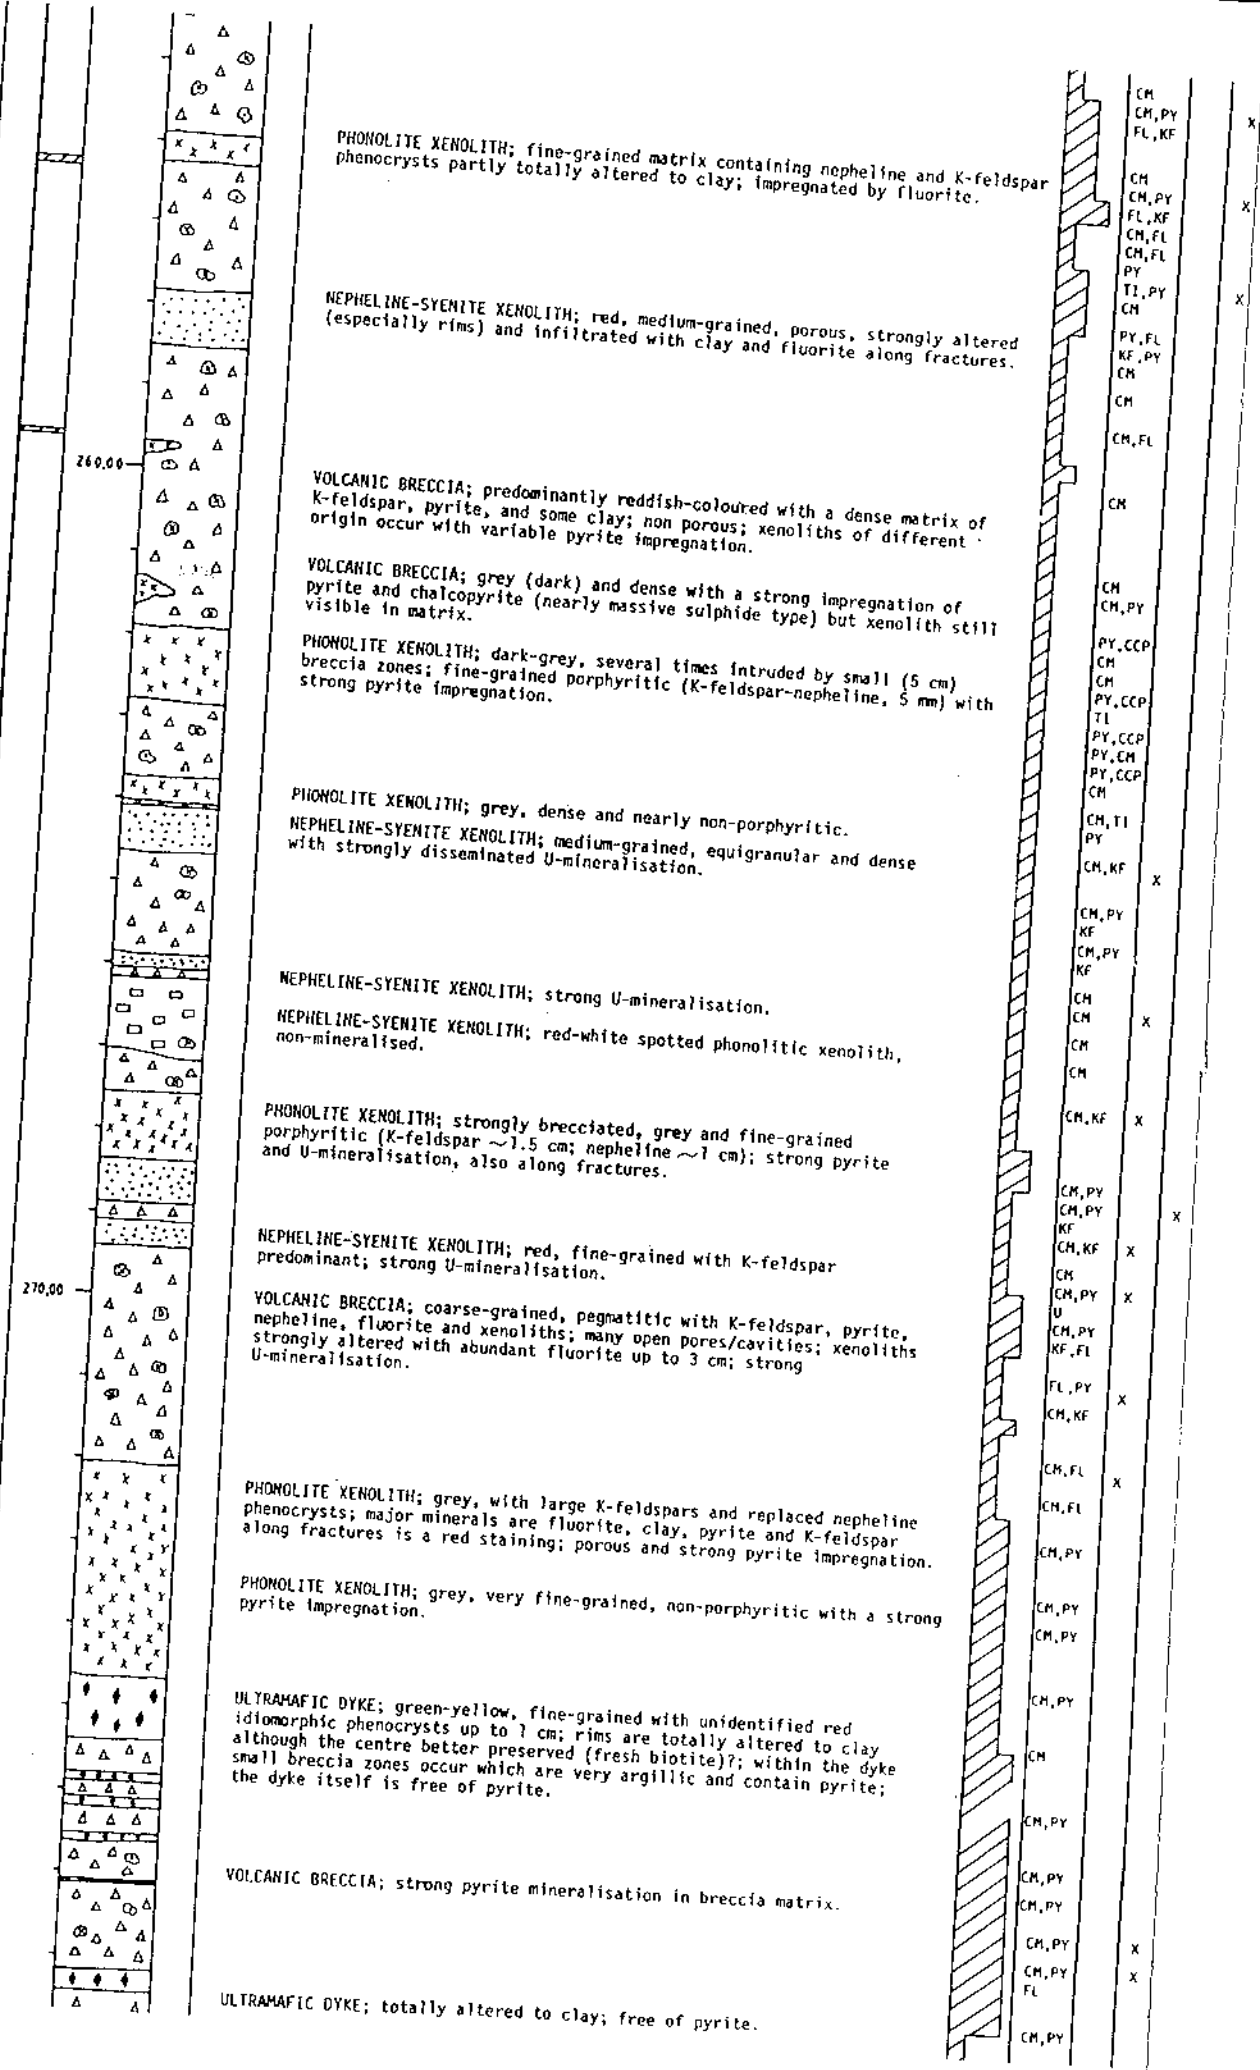 PHONOLITE XENOLITH; fine-grained matrix containing nepheline and K-feldspar
phenocrysts partly totally altered to clay; impregnated by fluorite.
NEPHELINE-SYENITE XENOLITH; red, medium-grained, porous, strongly altered
(especially rims) and infiltrated with clay and fluorite along fractures.
260,00
VOLCANIC BRECCIA; predominantly reddish-coloured with a dense matrix of
K-feldspar, pyrite, and some clay; non porous; xenoliths of different
origin occur with variable pyrite impregnation.
VOLCANIC BRECCIA; grey (dark) and dense with a strong impregnation of
pyrite and chalcopyrite (nearly massive sulphide type) but xenolith still
visible in matrix.
PHONOLITE XENOLITH; dark-grey, several times intruded by small (5 cm)
breccia zones; fine-grained porphyritic (K-feldspar-nepheline, 5 mm) with
strong pyrite impregnation.
PHONOLITE XENOLITH; grey, dense and nearly non-porphyritic.
NEPHELINE-SYENITE XENOLITH; medium-grained, equigranular and dense
with strongly disseminated U-mineralisation.
NEPHELINE-SYENITE XENOLITH; strong U-mineralisation.
NEPHELINE-SYENITE XENOLITH; red-white spotted phonolitic xenolith,
non-mineralised.
PHONOLITE XENOLITH; strongly brecciated, grey and fine-grained
porphyritic (K-feldspar ~1.5 cm; nepheline ~1 cm); strong pyrite
and U-mineralisation, also along fractures.
NEPHELINE-SYENITE XENOLITH; red, fine-grained with K-feldspar
predominant; strong U-mineralisation.
270,00
VOLCANIC BRECCIA; coarse-grained, pegmatitic with K-feldspar, pyrite,
nepheline, fluorite and xenoliths; many open pores/cavities; xenoliths
strongly altered with abundant fluorite up to 3 cm; strong
U-mineralisation.
PHONOLITE XENOLITH; grey, with large K-feldspars and replaced nepheline
phenocrysts; major minerals are fluorite, clay, pyrite and K-feldspar
along fractures is a red staining; porous and strong pyrite impregnation.
PHONOLITE XENOLITH; grey, very fine-grained, non-porphyritic with a strong
pyrite impregnation.
ULTRAMAFIC DYKE; green-yellow, fine-grained with unidentified red
idiomorphic phenocrysts up to 1 cm; rims are totally altered to clay
although the centre better preserved (fresh biotite)?; within the dyke
small breccia zones occur which are very argillic and contain pyrite;
the dyke itself is free of pyrite.
VOLCANIC BRECCIA; strong pyrite mineralisation in breccia matrix.
ULTRAMAFIC DYKE; totally altered to clay; free of pyrite.
CM
CM,PY X
FL,KF
CM
CM,PY X
FL,KF
CM,FL
CM,FL
PY
TI,PY X
CM
PY,FL
KF,PY
CM
CM
CM,FL
CM
CM
CM,PY
PY,CCP
CM
CM
PY,CCP
TI
PY,CCP
PY,CM
PY,CCP
CM
CM,TI
PY
CM,KF X
CM,PY
KF
CM,PY
KF
CM
CM X
CM
CM
CM,KF X
CM,PY
CM,PY X
KF
CM,KF X
CM
CM,PY X
U
CM,PY
KF,FL
FL,PY X
CM,KF
CM,FL X
CM,FL
CM,PY
CM,PY
CM,PY
CM,PY
CM
CM,PY
CM,PY
CM,PY
CM,PY X
CM,PY X
FL
CM,PY